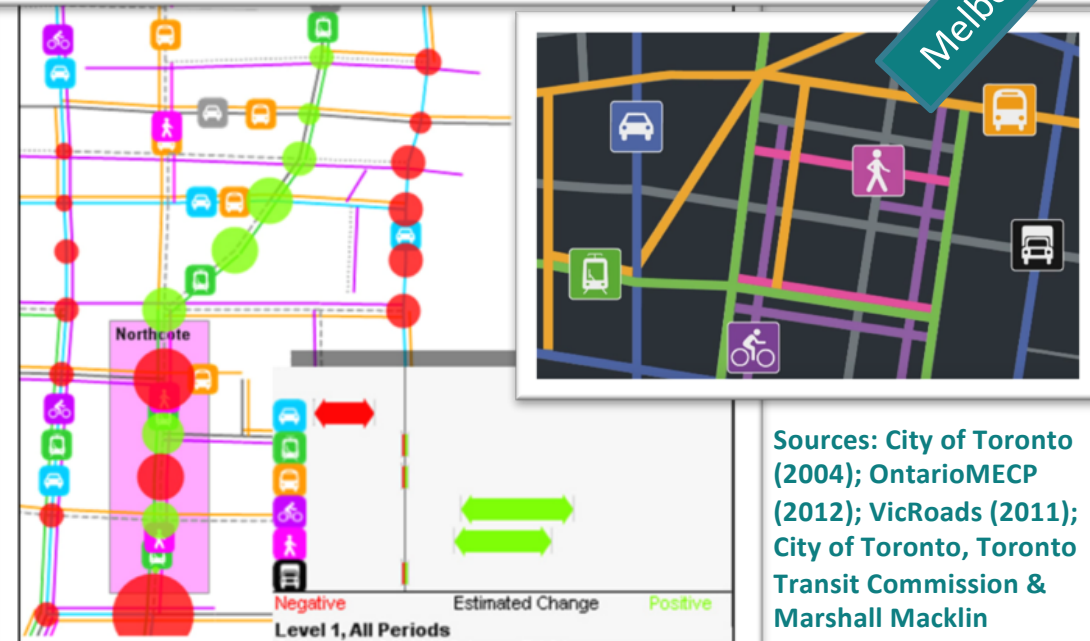 Northcote
Negative Estimated Change Positive
Level 1, All Periods
Sources: City of Toronto
(2004); OntarioMECP
(2012); VicRoads (2011);
City of Toronto, Toronto
Transit Commission &
Marshall Macklin